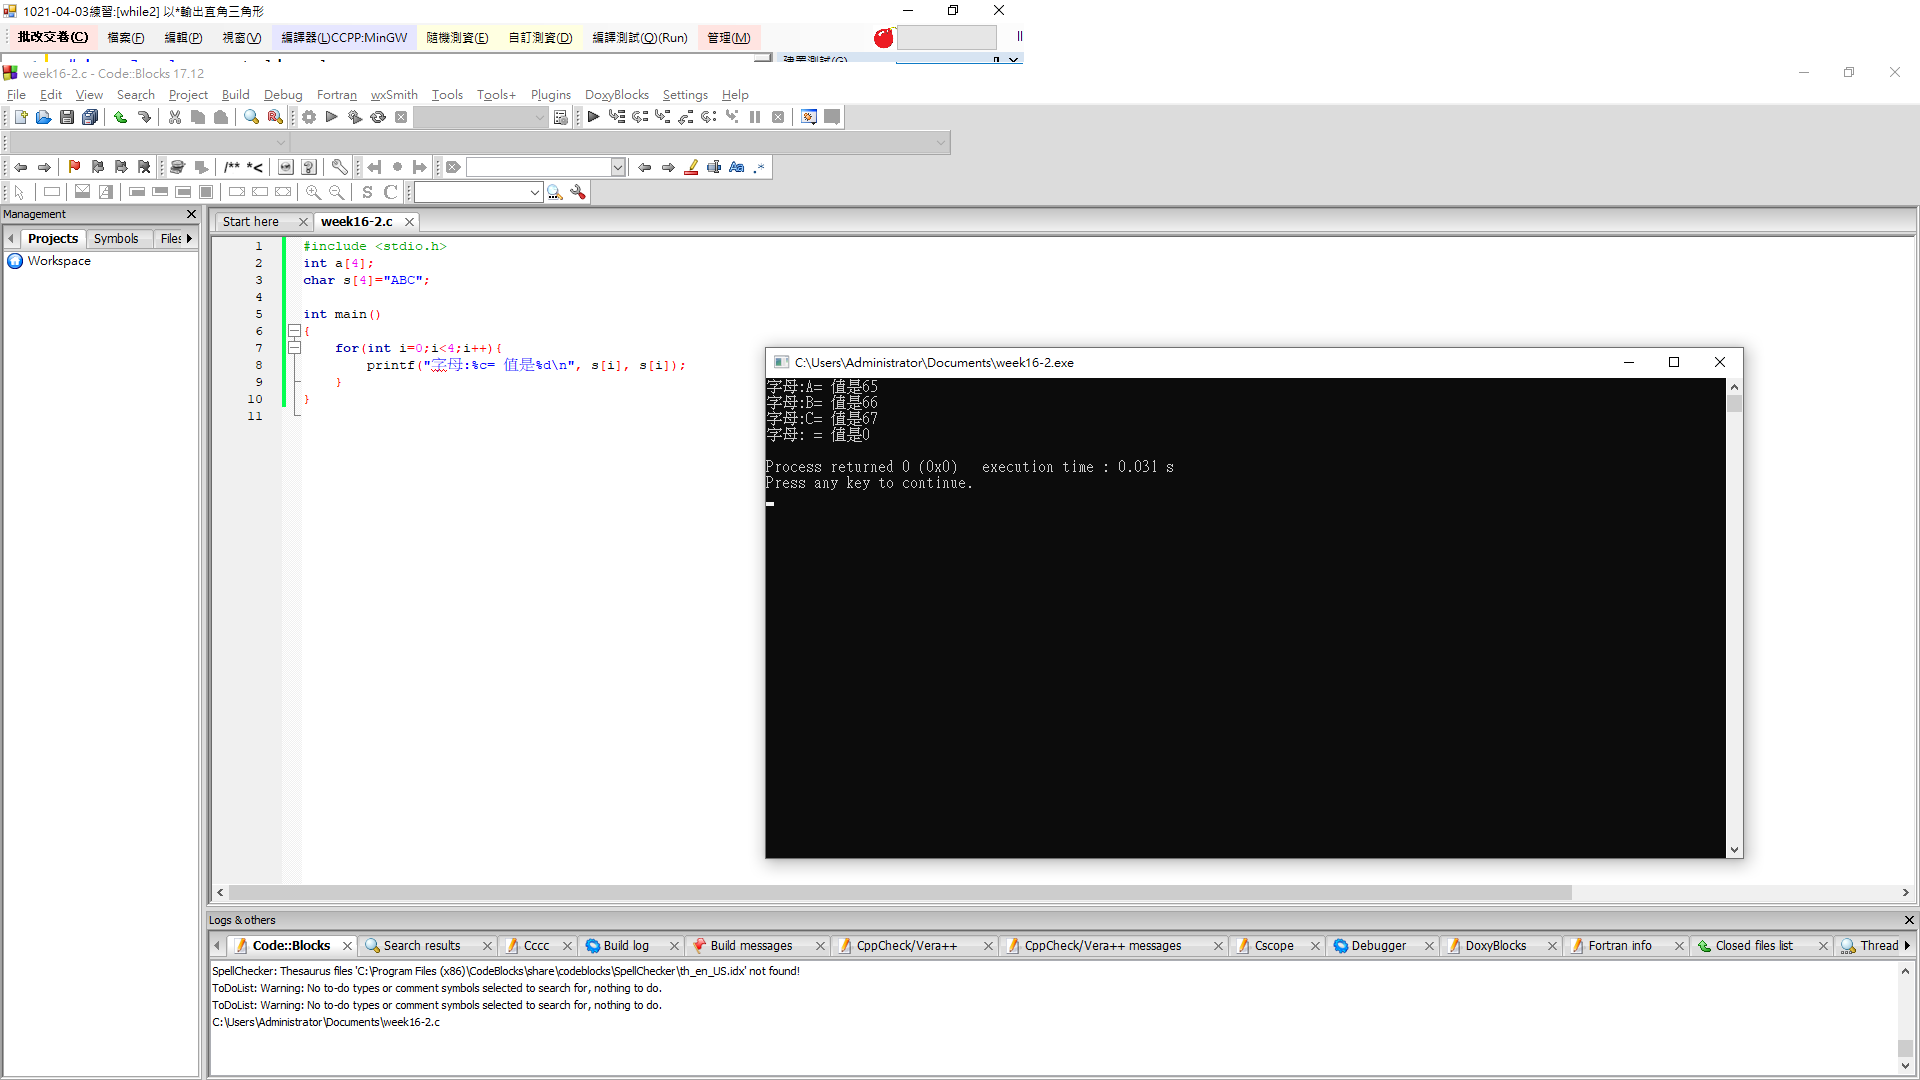 1021-04-03練習:[while2] 以*輸出直角三角形
批改交卷(C) 檔案(F) 編輯(P) 視窗(V) 編譯器(L)CCPP:MinGW 隨機測資(E) 自訂測資(D) 編譯測試(Q)(Run) 管理(M)
week16-2.c - Code::Blocks 17.12
File Edit View Search Project Build Debug Fortran wxSmith Tools Tools+ Plugins DoxyBlocks Settings Help
/** *<
Aa .*
S C
Management
Projects Symbols Files
Workspace
Start here week16-2.c
1 #include <stdio.h>
2 int a[4];
3 char s[4]="ABC";
4
5 int main()
6 {
7 for(int i=0;i<4;i++){
8 printf("字母:%c= 值是%d\n", s[i], s[i]);
9 }
10 }
11
C:\Users\Administrator\Documents\week16-2.exe
字母:A= 值是65
字母:B= 值是66
字母:C= 值是67
字母: = 值是0
Process returned 0 (0x0)   execution time : 0.031 s
Press any key to continue.
Logs & others
Code::Blocks Search results Cccc Build log Build messages CppCheck/Vera++ CppCheck/Vera++ messages Cscope Debugger DoxyBlocks Fortran info Closed files list Thread
SpellChecker: Thesaurus files 'C:\Program Files (x86)\CodeBlocks\share\codeblocks\SpellChecker\th_en_US.idx' not found!
ToDoList: Warning: No to-do types or comment symbols selected to search for, nothing to do.
ToDoList: Warning: No to-do types or comment symbols selected to search for, nothing to do.
C:\Users\Administrator\Documents\week16-2.c